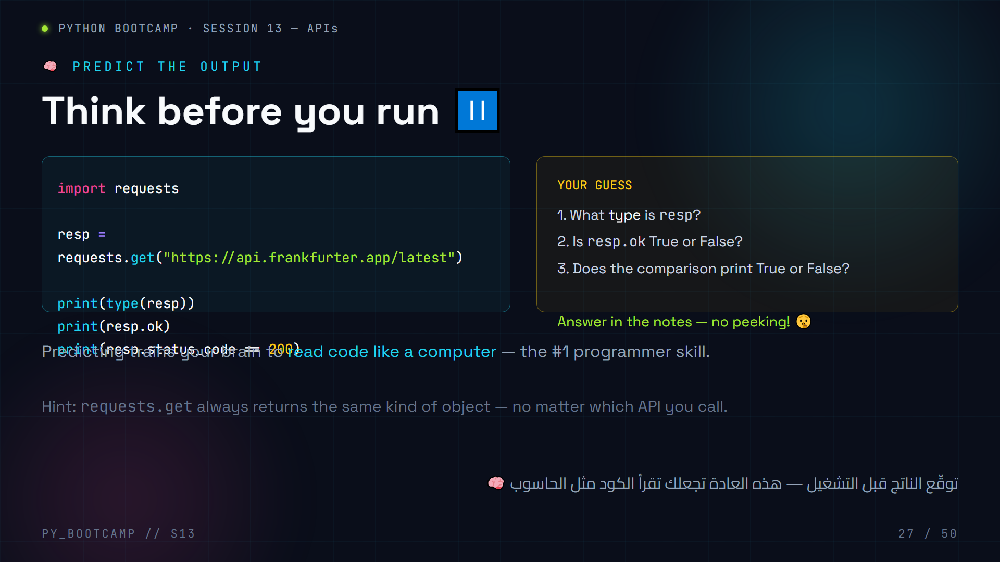 PYTHON BOOTCAMP · SESSION 13 — APIs
🧠 PREDICT THE OUTPUT
Think before you run ⏸
import requests
resp =
requests.get("https://api.frankfurter.app/latest")
print(type(resp))
print(resp.ok)
print(resp.status_code == 200)
YOUR GUESS
1. What type is resp?
2. Is resp.ok True or False?
3. Does the comparison print True or False?
Answer in the notes — no peeking! 🤫
Predicting trains your brain to read code like a computer — the #1 programmer skill.
Hint: requests.get always returns the same kind of object — no matter which API you call.
توقّع الناتج قبل التشغيل — هذه العادة تجعلك تقرأ الكود مثل الحاسوب 🧠
PY_BOOTCAMP // S13
27 / 50